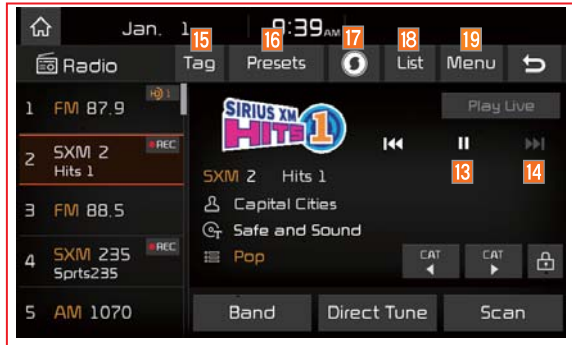 Jan. 1 9:39 AM
15 16 17 18 19
Radio Tag Presets List Menu
1 FM 87.9 HD 1
SIRIUS XM HITS 1
Play Live
2 SXM 2 REC
Hits 1
13 14
SXM 2 Hits 1
3 FM 88.5
Capital Cities
Safe and Sound
4 SXM 235 REC
Sprts235
Pop CAT CAT
5 AM 1070
Band Direct Tune Scan